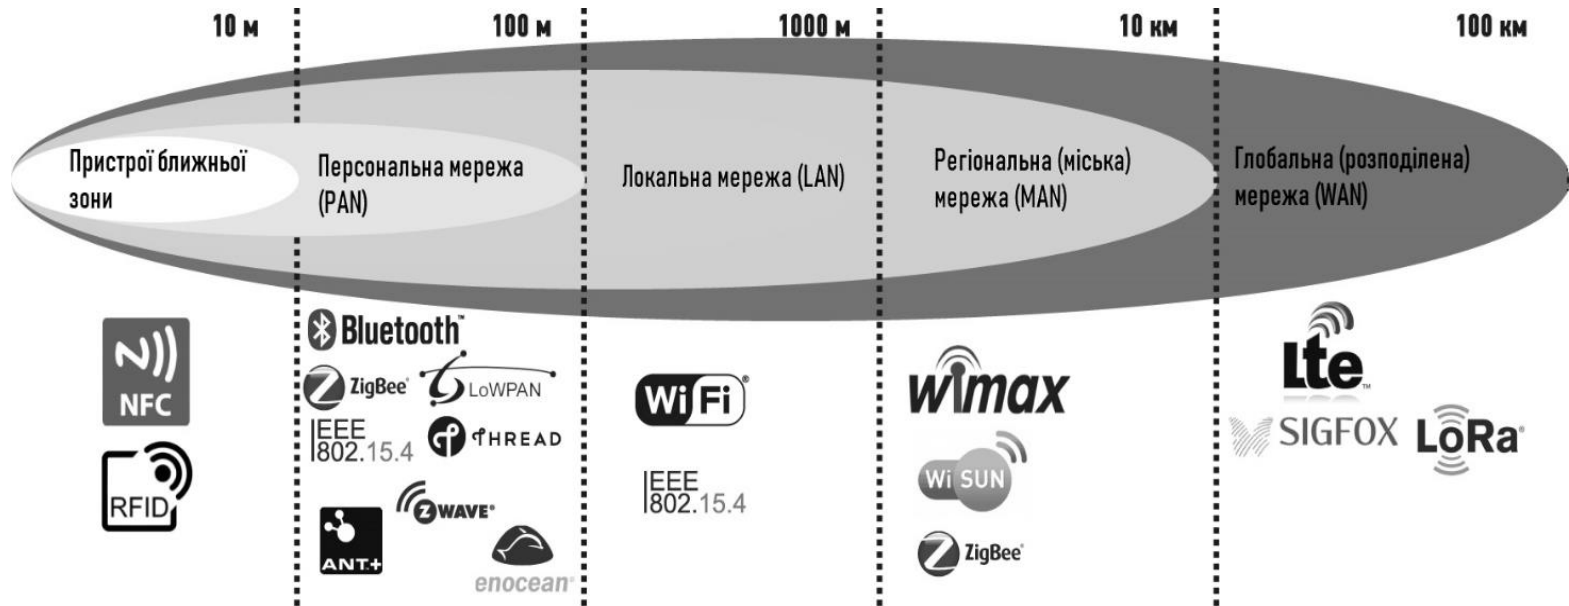 10 м
100 м
1000 м
10 км
100 км
Пристрої ближньої
зони
Персональна мережа
(PAN)
Локальна мережа (LAN)
Регіональна (міська)
мережа (MAN)
Глобальна (розподілена)
мережа (WAN)
NFC
RFID
Bluetooth™
ZigBee®
LoWPAN
IEEE
802.15.4
THREAD
ZWAVE®
ANT+
enocean®
WiFi®
IEEE
802.15.4
wimax
Wi SUN
ZigBee®
Lte™
SIGFOX
LoRa®